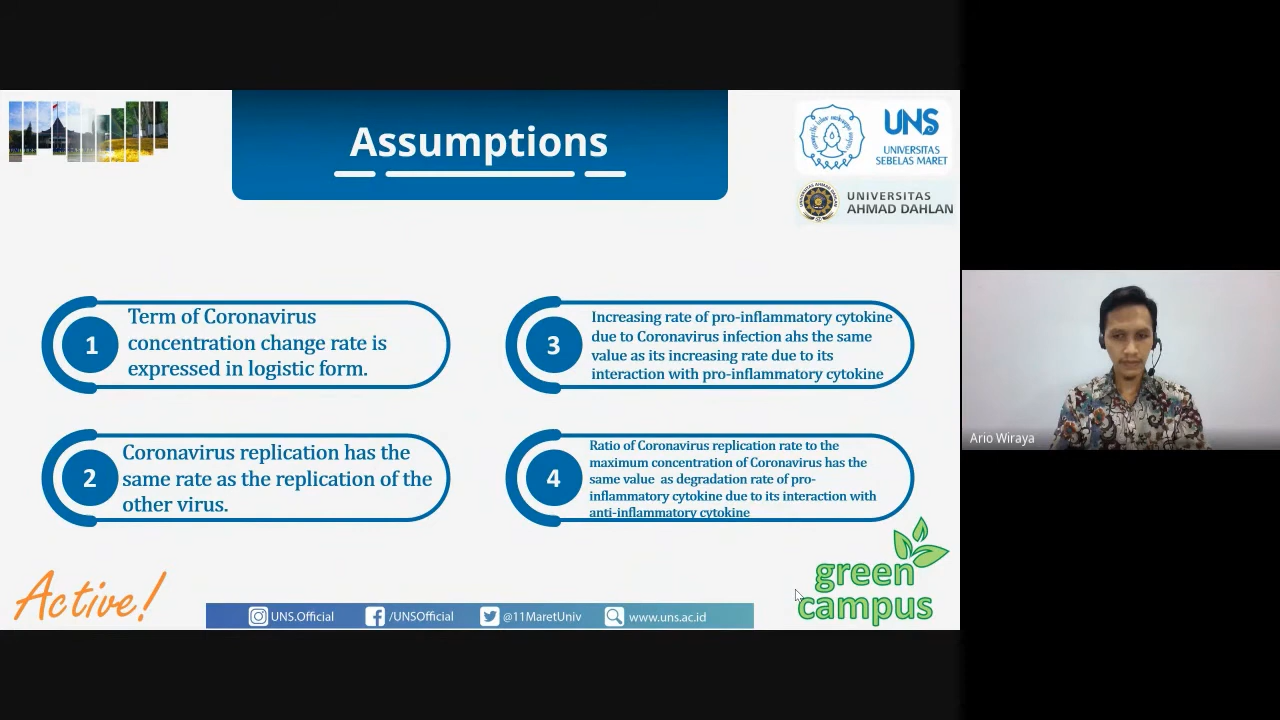 Assumptions
UNS
UNIVERSITAS
SEBELAS MARET
UNIVERSITAS
AHMAD DAHLAN
1
Term of Coronavirus
concentration change rate is
expressed in logistic form.
2
Coronavirus replication has the
same rate as the replication of the
other virus.
3
Increasing rate of pro-inflammatory cytokine
due to Coronavirus infection ahs the same
value as its increasing rate due to its
interaction with pro-inflammatory cytokine
4
Ratio of Coronavirus replication rate to the
maximum concentration of Coronavirus has the
same value as degradation rate of pro-
inflammatory cytokine due to its interaction with
anti-inflammatory cytokine
Active!
UNS.Official
/UNSOfficial
@11MaretUniv
www.uns.ac.id
green
campus
Ario Wiraya